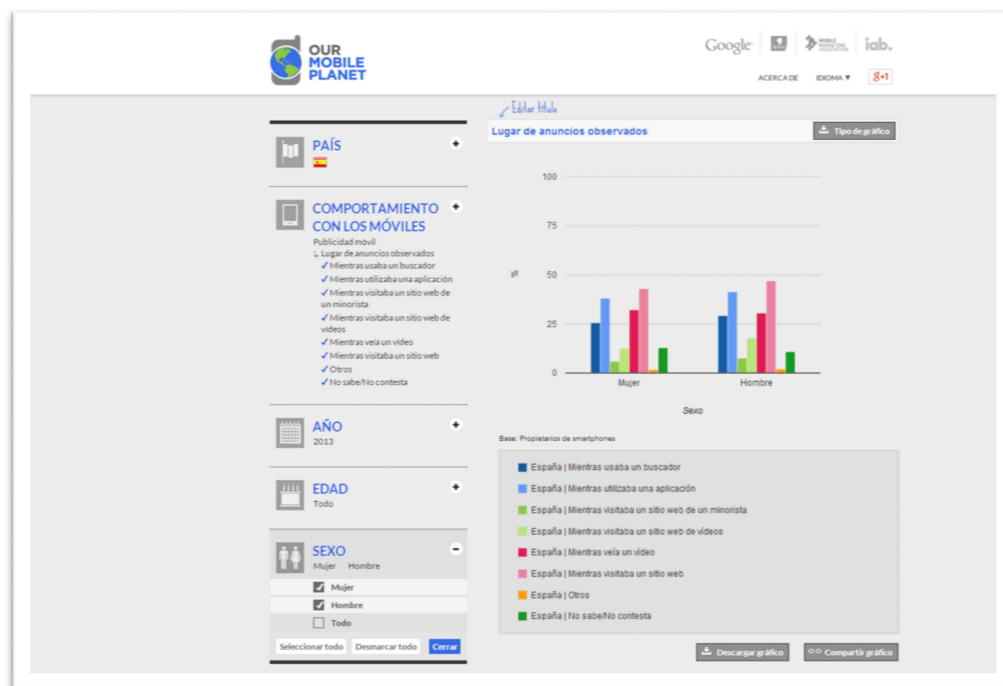 OUR
MOBILE
PLANET
Google
iab.
ACERCA DE IDIOMA ▼ g+1
PAÍS +
COMPORTAMIENTO +
CON LOS MÓVILES
Publicidad móvil
Lugar de anuncios observados
✓ Mientras usaba un buscador
✓ Mientras utilizaba una aplicación
✓ Mientras visitaba un sitio web de
un minorista
✓ Mientras visitaba un sitio web de
vídeos
✓ Mientras veía un vídeo
✓ Mientras visitaba un sitio web
✓ Otros
✓ No sabe/No contesta
AÑO +
2013
EDAD +
Todo
SEXO -
Mujer Hombre
Mujer
Hombre
Todo
Seleccionar todo Desmarcar todo Cerrar
Editar título
Lugar de anuncios observados
Tipo de gráfico
100
75
50
25
0
%
Mujer Hombre
Sexo
Base: Propietarios de smartphones
España | Mientras usaba un buscador
España | Mientras utilizaba una aplicación
España | Mientras visitaba un sitio web de un minorista
España | Mientras visitaba un sitio web de vídeos
España | Mientras veía un vídeo
España | Mientras visitaba un sitio web
España | Otros
España | No sabe/No contesta
Descargar gráfico Compartir gráfico